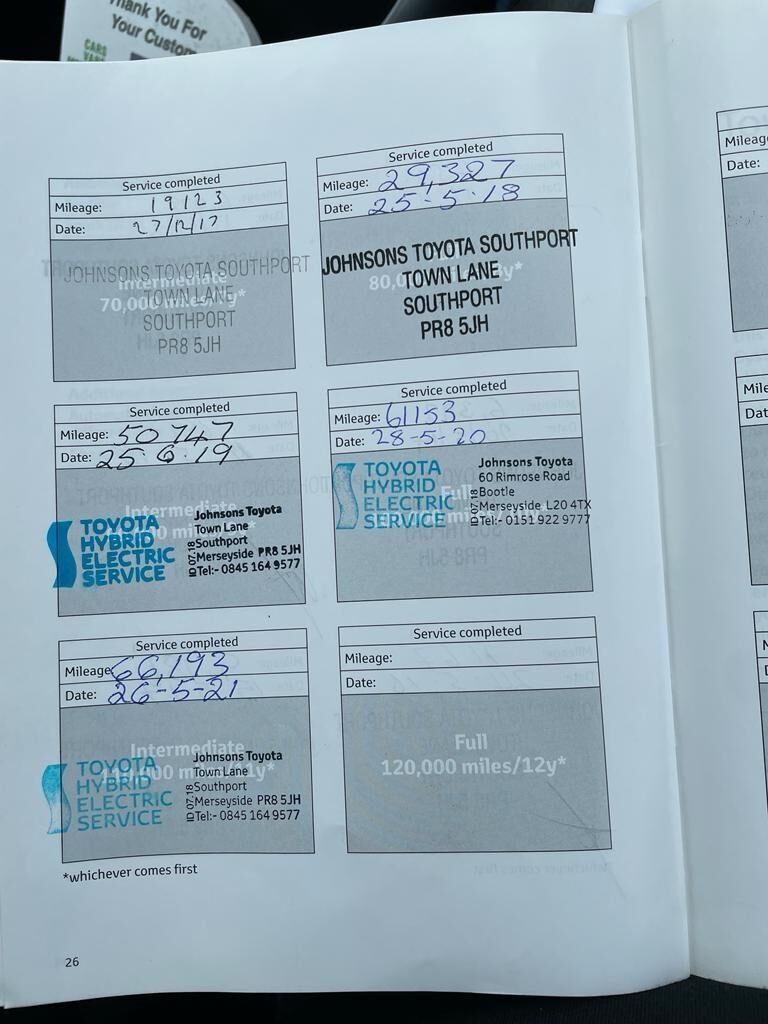 Thank You For
Your Custom
CARS
Service completed
Mileage: 19123
Date: 27/12/17
JOHNSONS TOYOTA SOUTHPORT
Intermediate
TOWN LANE
70,000
SOUTHPORT
PR8 5JH
Service completed
Mileage: 29,327
Date: 25-5-18
JOHNSONS TOYOTA SOUTHPORT
TOWN LANE
SOUTHPORT
PR8 5JH
Service completed
Mileage: 50747
Date: 25.6.19
Intermediate
TOYOTA
HYBRID
ELECTRIC
SERVICE
ID 07.18
Johnsons Toyota
Town Lane
Southport
Merseyside PR8 5JH
Tel:- 0845 164 9577
Service completed
Mileage: 61153
Date: 28-5-20
Full
TOYOTA
HYBRID
ELECTRIC
SERVICE
ID 07.18
Johnsons Toyota
60 Rimrose Road
Bootle
Merseyside L20 4TX
Tel:- 0151 922 9777
Service completed
Mileage: 66,193
Date: 26-5-21
Intermediate
TOYOTA
HYBRID
ELECTRIC
SERVICE
ID 07.18
Johnsons Toyota
Town Lane
Southport
Merseyside PR8 5JH
Tel:- 0845 164 9577
Service completed
Mileage:
Date:
Full
120,000 miles/12y*
*whichever comes first
26
Mileag
Date:
Mile
Dat